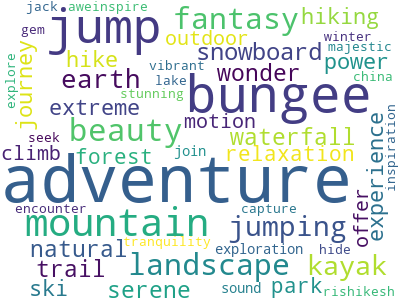 jack aweinspire
gem jump fantasy hiking winter
outdoor majestic
explore journey hike vibrant snowboard power
earth lake wonder china
stunning bungee
extreme motion inspiration
beauty waterfall experience
seek climb forest join relaxation
adventure
encounter mountain capture offer
jumping
natural tranquility exploration hide
trail landscape kayak
ski serene sound park rishikesh